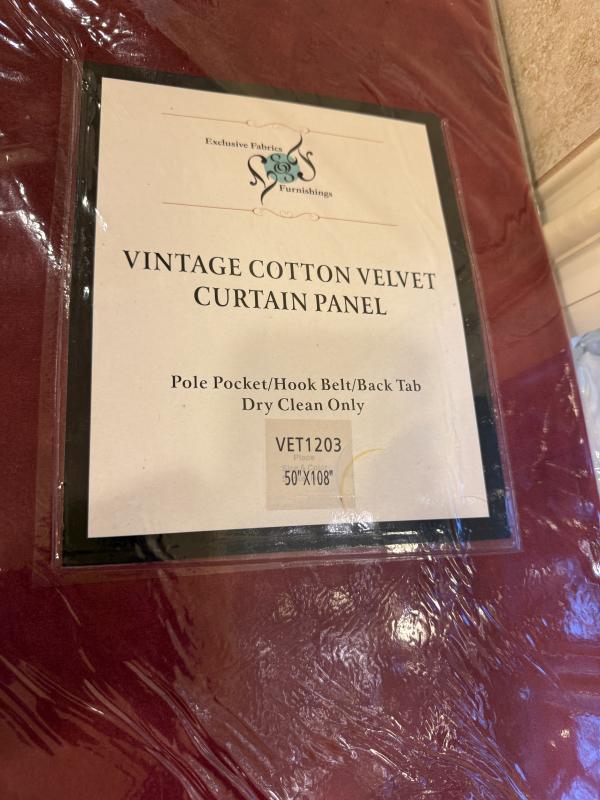 Exclusive Fabrics
&
Furnishings
VINTAGE COTTON VELVET
CURTAIN PANEL
Pole Pocket/Hook Belt/Back Tab
Dry Clean Only
VET1203
Place
50"X108"